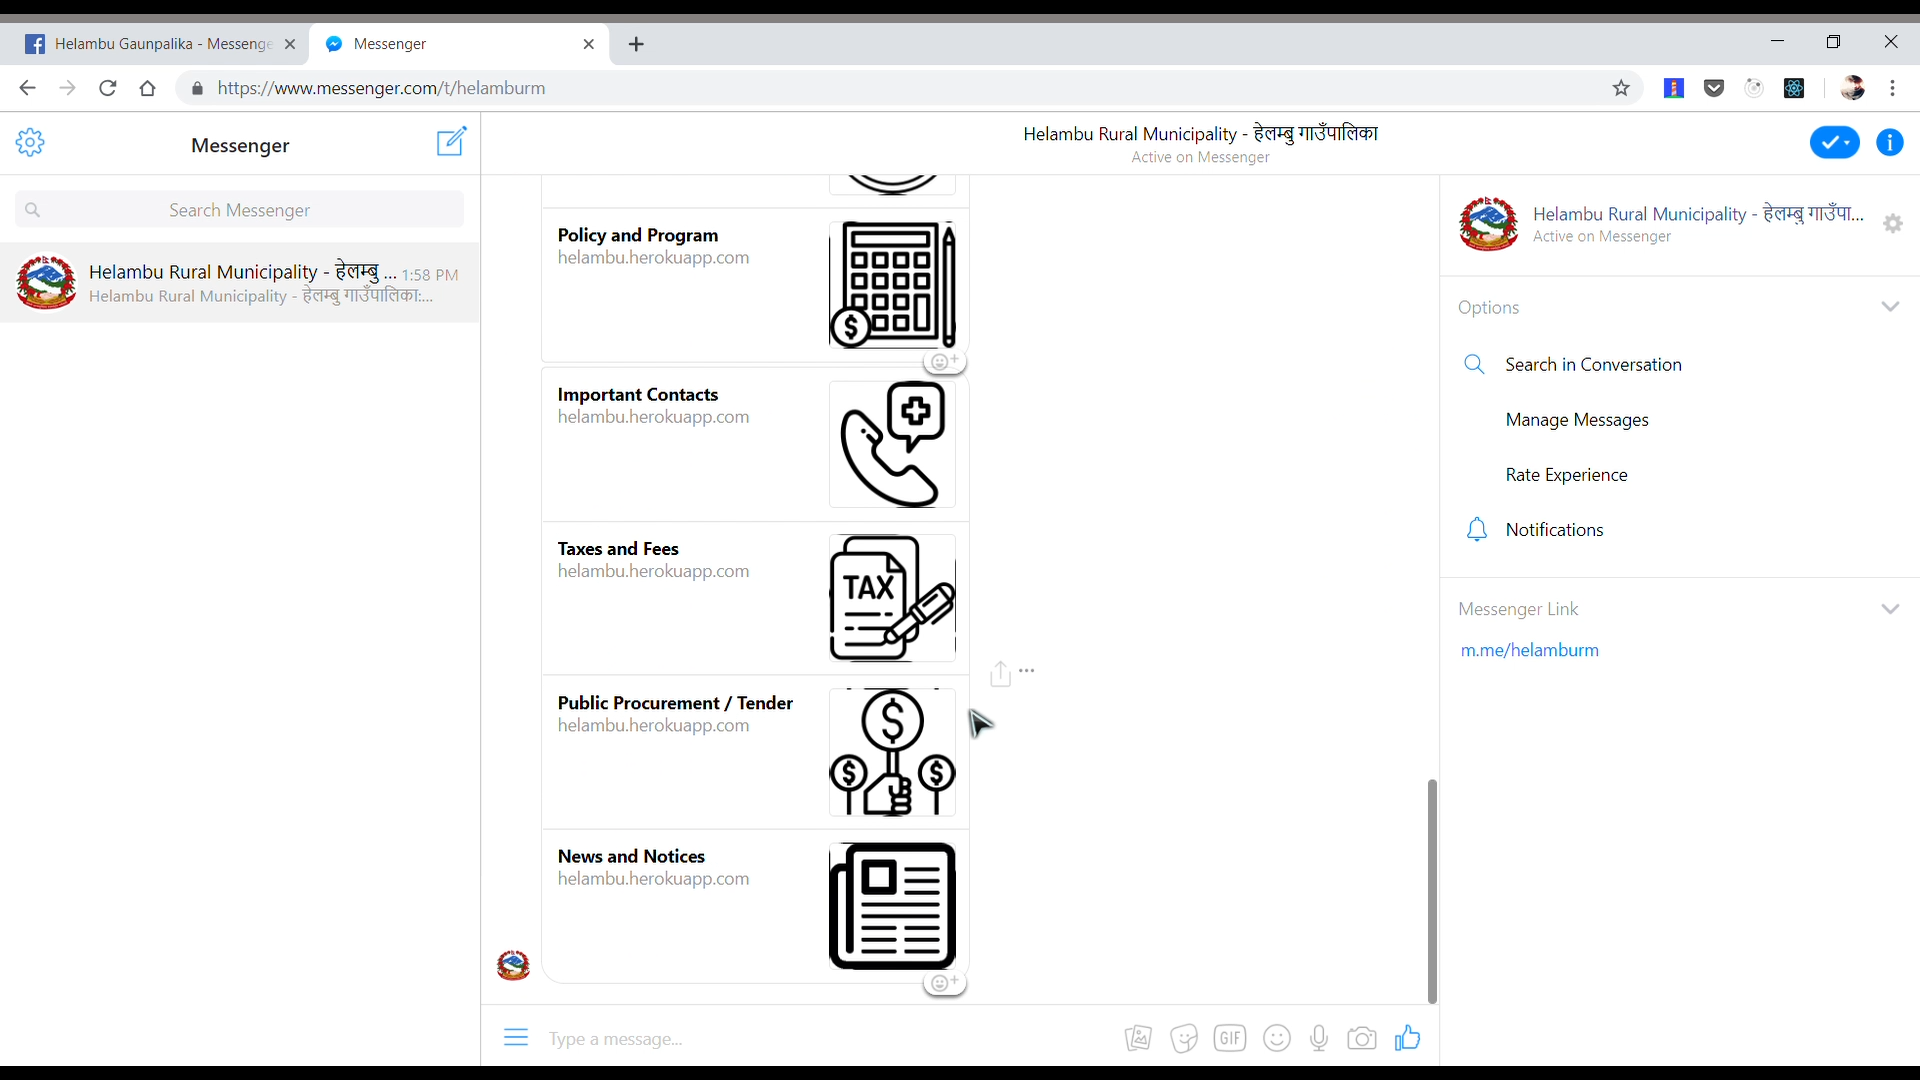 Helambu Gaunpalika - Messenge
Messenger
https://www.messenger.com/t/helamburm
Messenger
Search Messenger
Helambu Rural Municipality - हेलम्बु ... 1:58 PM
Helambu Rural Municipality - हेलम्बु गाउँपालिका:...
Helambu Rural Municipality - हेलम्बु गाउँपालिका
Active on Messenger
Policy and Program
helambu.herokuapp.com
Important Contacts
helambu.herokuapp.com
Taxes and Fees
helambu.herokuapp.com
TAX
Public Procurement / Tender
helambu.herokuapp.com
News and Notices
helambu.herokuapp.com
Type a message...
GIF
Helambu Rural Municipality - हेलम्बु गाउँपा...
Active on Messenger
Options
Search in Conversation
Manage Messages
Rate Experience
Notifications
Messenger Link
m.me/helamburm